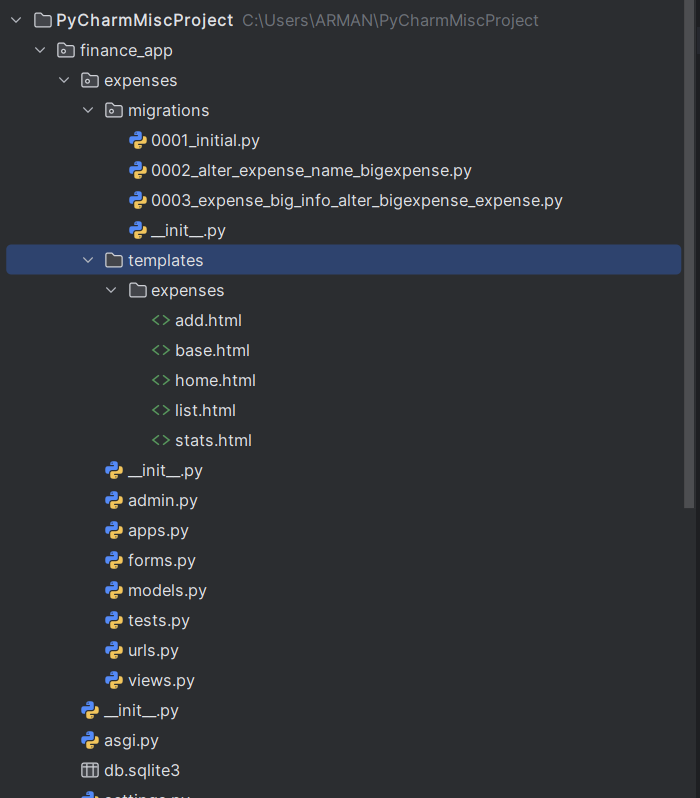 PyCharmMiscProject C:\Users\ARMAN\PyCharmMiscProject
finance_app
expenses
migrations
0001_initial.py
0002_alter_expense_name_bigexpense.py
0003_expense_big_info_alter_bigexpense_expense.py
__init__.py
templates
expenses
<> add.html
<> base.html
<> home.html
<> list.html
<> stats.html
__init__.py
admin.py
apps.py
forms.py
models.py
tests.py
urls.py
views.py
__init__.py
asgi.py
db.sqlite3